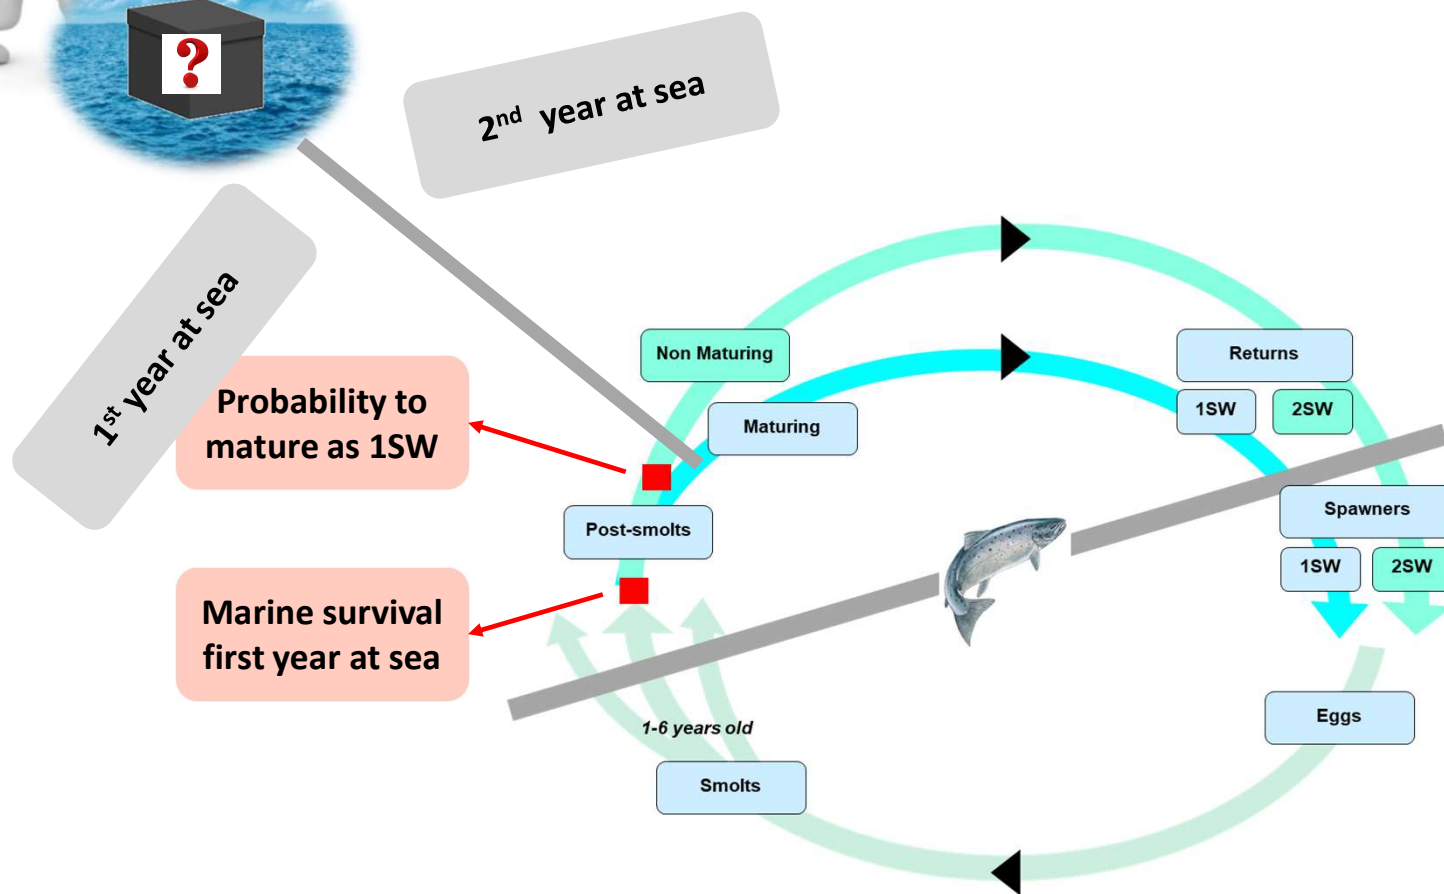 ?
2nd year at sea
1st year at sea
Probability to
mature as 1SW
Non Maturing
Maturing
Returns
1SW
2SW
Post-smolts
Spawners
1SW
2SW
Marine survival
first year at sea
1-6 years old
Smolts
Eggs